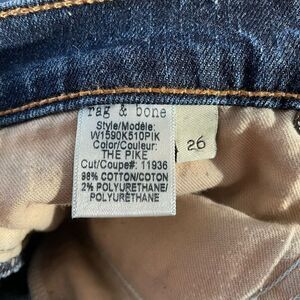 rag & bone
Style/Modèle:
W1590K510PIK
Color/Couleur:
THE PIKE
Cut/Coupe#: 11936
98% COTTON/COTON
2% POLYURETHANE/
POLYURETHANE
26